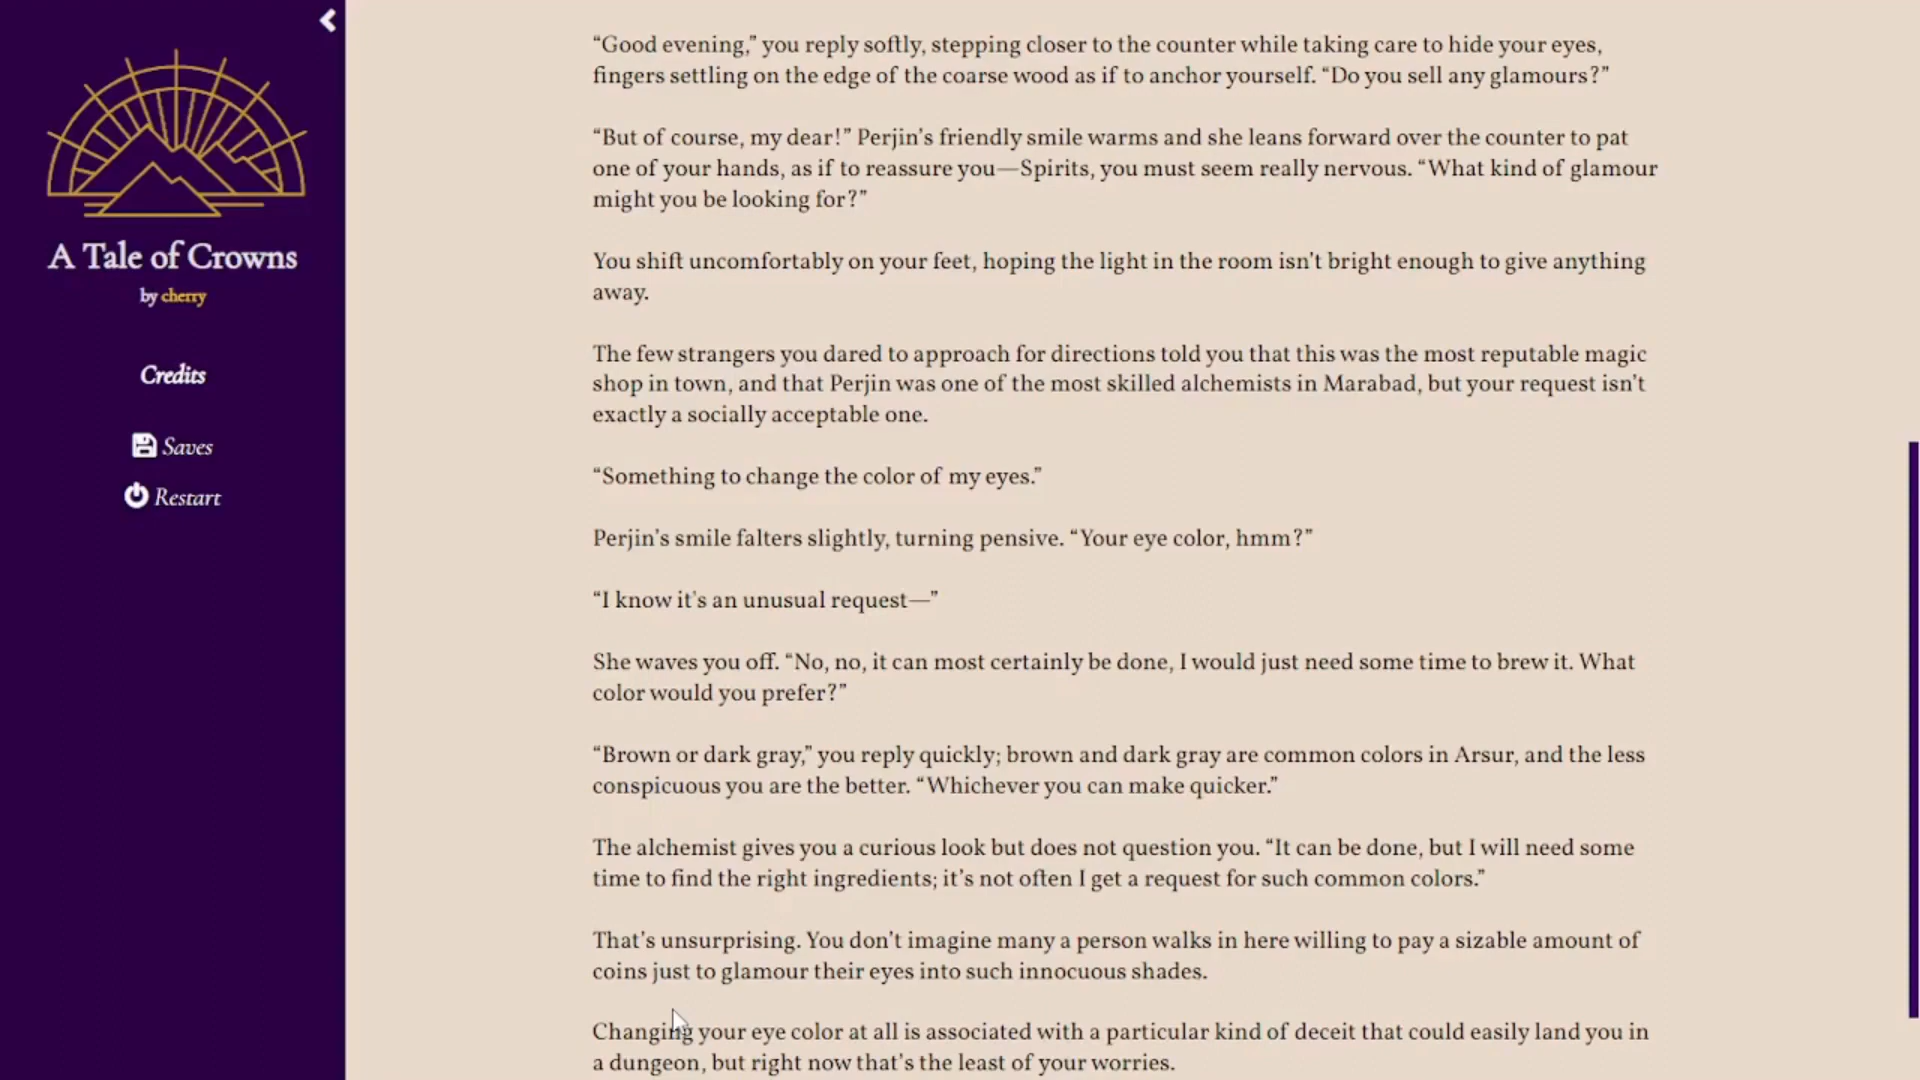 A Tale of Crowns
by cherry
Credits
Saves
Restart
“Good evening,” you reply softly, stepping closer to the counter while taking care to hide your eyes,
fingers settling on the edge of the coarse wood as if to anchor yourself. “Do you sell any glamours?”
“But of course, my dear!” Perjin’s friendly smile warms and she leans forward over the counter to pat
one of your hands, as if to reassure you—Spirits, you must seem really nervous. “What kind of glamour
might you be looking for?”
You shift uncomfortably on your feet, hoping the light in the room isn’t bright enough to give anything
away.
The few strangers you dared to approach for directions told you that this was the most reputable magic
shop in town, and that Perjin was one of the most skilled alchemists in Marabad, but your request isn’t
exactly a socially acceptable one.
“Something to change the color of my eyes.”
Perjin’s smile falters slightly, turning pensive. “Your eye color, hmm?”
“I know it's an unusual request—”
She waves you off. “No, no, it can most certainly be done, I would just need some time to brew it. What
color would you prefer?”
“Brown or dark gray,” you reply quickly; brown and dark gray are common colors in Arsur, and the less
conspicuous you are the better. “Whichever you can make quicker.”
The alchemist gives you a curious look but does not question you. “It can be done, but I will need some
time to find the right ingredients; it’s not often I get a request for such common colors.”
That’s unsurprising. You don’t imagine many a person walks in here willing to pay a sizable amount of
coins just to glamour their eyes into such innocuous shades.
Changing your eye color at all is associated with a particular kind of deceit that could easily land you in
a dungeon, but right now that’s the least of your worries.